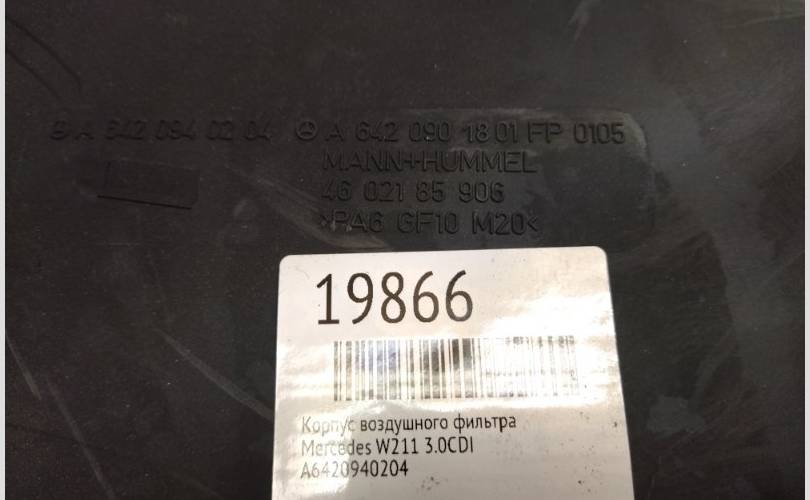 A 642 094 02 04 A 642 090 18 01 FP 0105
MANN+HUMMEL
46 021 85 906
>PA6 GF10 M20<
19866
Корпус воздушного фильтра
Mercedes W211 3.0CDI
A6420940204